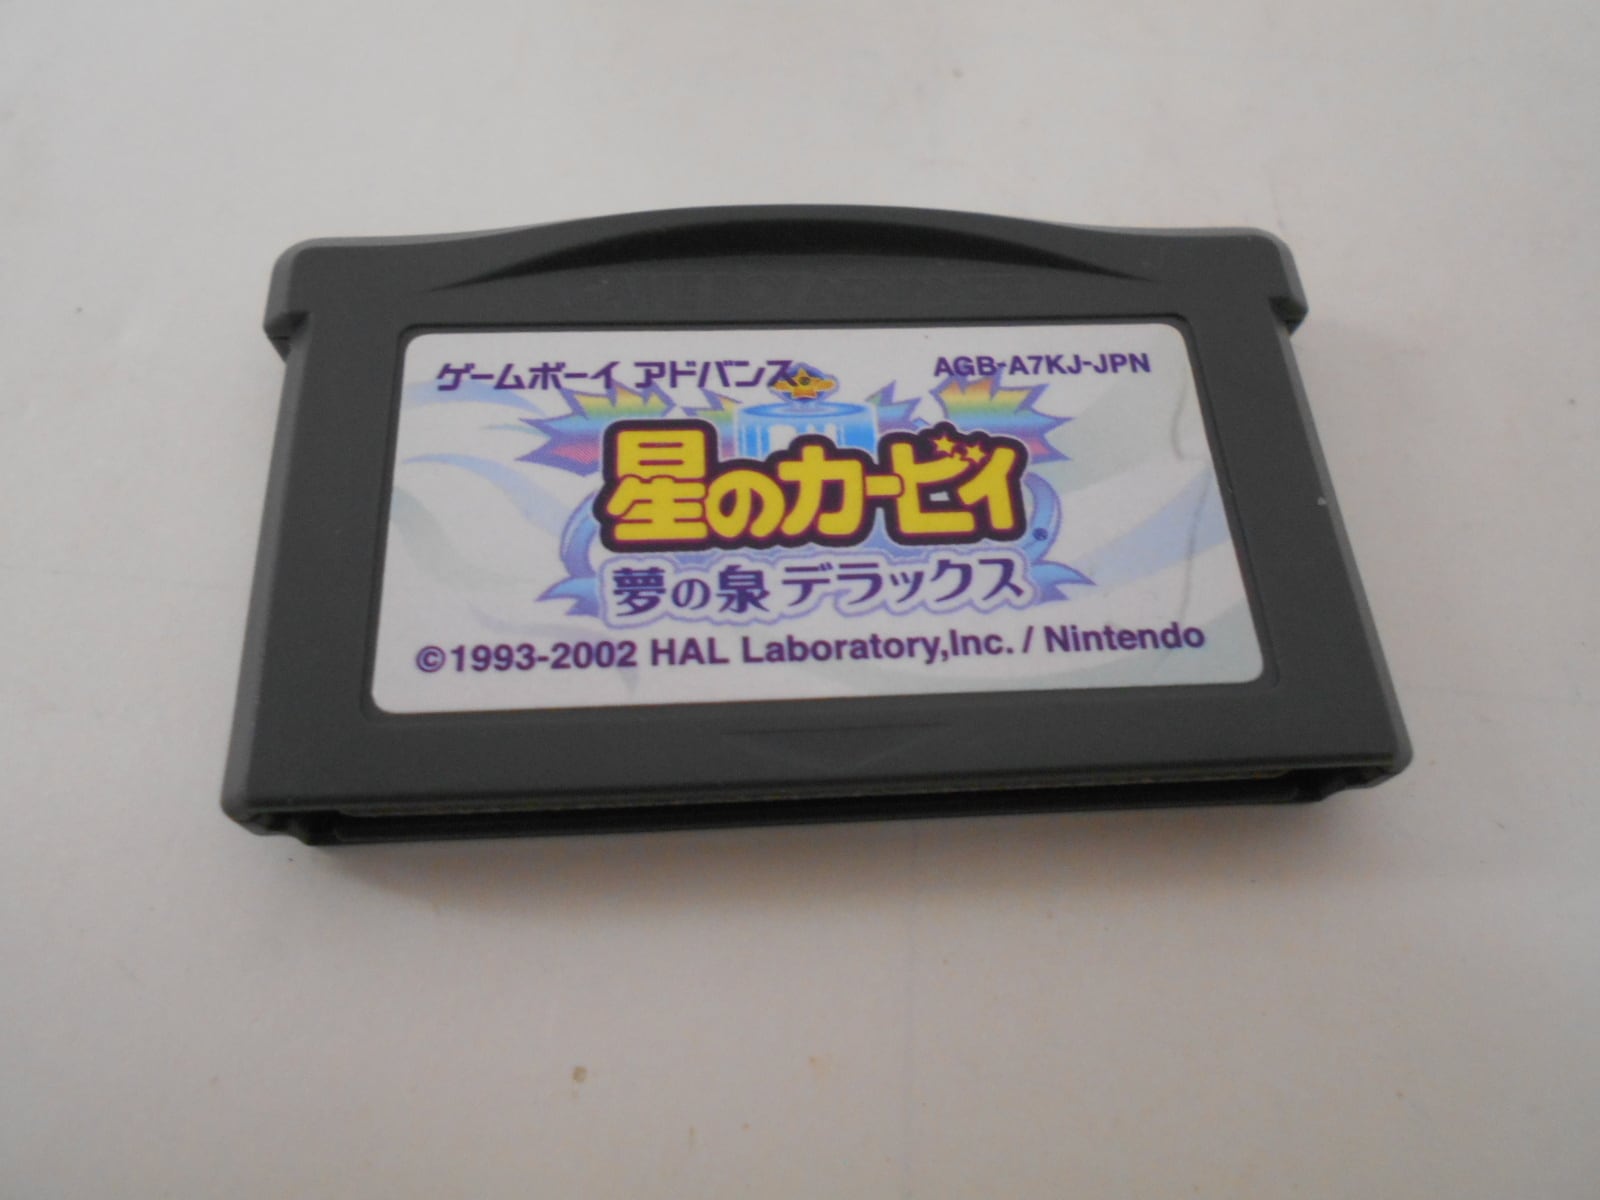 ゲームボーイ アドバンス AGB-A7KJ-JPN
星のカービィ®
夢の泉 デラックス
©1993-2002 HAL Laboratory,Inc. / Nintendo